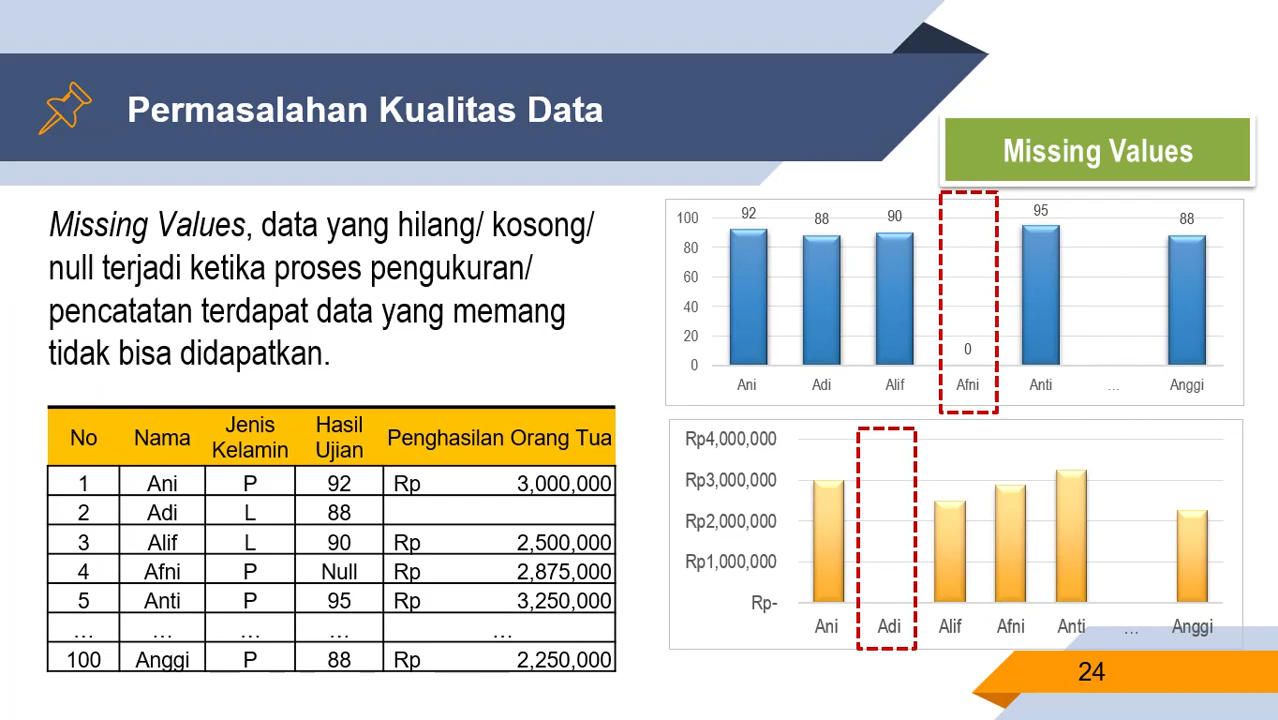 Permasalahan Kualitas Data
Missing Values
Missing Values, data yang hilang/ kosong/
null terjadi ketika proses pengukuran/
pencatatan terdapat data yang memang
tidak bisa didapatkan.
No Nama Jenis Kelamin Hasil Ujian Penghasilan Orang Tua
1 Ani P 92 Rp 3,000,000
2 Adi L 88
3 Alif L 90 Rp 2,500,000
4 Afni P Null Rp 2,875,000
5 Anti P 95 Rp 3,250,000
... ... ... ... ...
100 Anggi P 88 Rp 2,250,000
92 88 90 0 95 88
100
80
60
40
20
0
Ani Adi Alif Afni Anti ... Anggi
Rp4,000,000
Rp3,000,000
Rp2,000,000
Rp1,000,000
Rp-
Ani Adi Alif Afni Anti ... Anggi
24